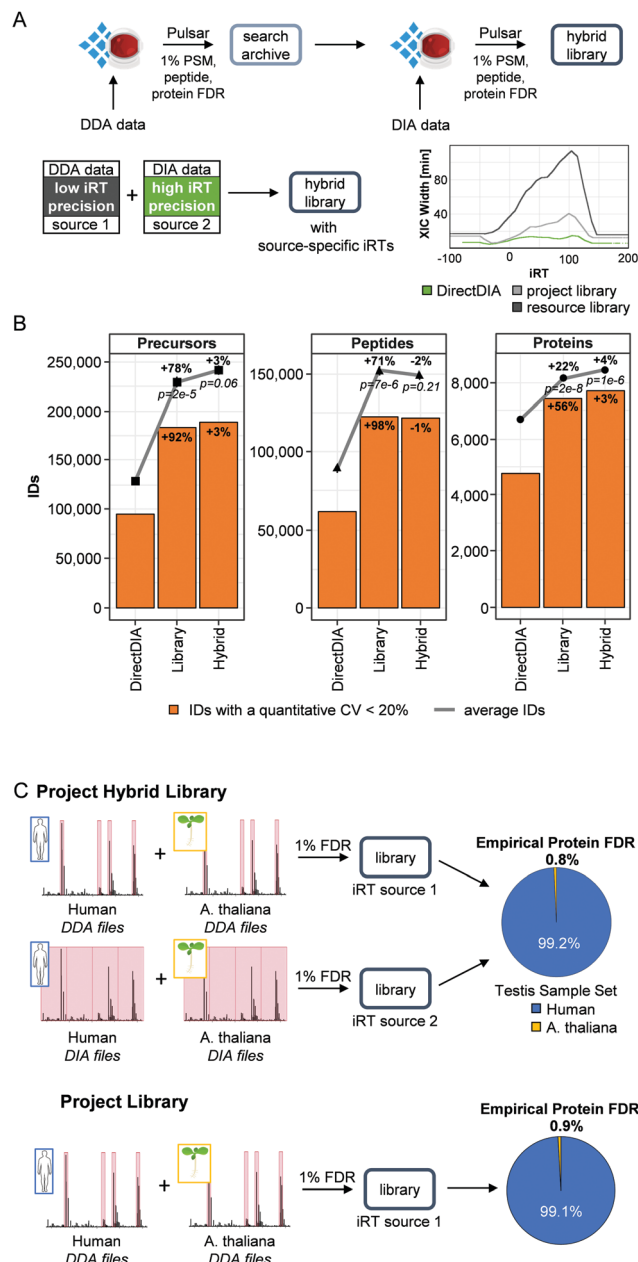 A
Pulsar
1% PSM,
peptide,
protein FDR
search
archive
Pulsar
1% PSM,
peptide,
protein FDR
hybrid
library
DDA data
DIA data
DDA data
low iRT
precision
source 1
+
DIA data
high iRT
precision
source 2
hybrid
library
with
source-specific iRTs
XIC Width [min]
80
40
-100
0
100
200
iRT
DirectDIA
project library
resource library
B
Precursors
Peptides
Proteins
IDs
250,000
200,000
150,000
100,000
50,000
0
+78%
p=2e-5
+92%
+3%
p=0.06
+3%
DirectDIA
Library
Hybrid
150,000
100,000
50,000
0
+71%
p=7e-6
+98%
-2%
p=0.21
-1%
DirectDIA
Library
Hybrid
8,000
6,000
4,000
2,000
0
+22%
p=2e-8
+56%
+4%
p=1e-6
+3%
DirectDIA
Library
Hybrid
IDs with a quantitative CV < 20%
average IDs
C
Project Hybrid Library
+
1% FDR
library
iRT source 1
Human
DDA files
A. thaliana
DDA files
+
1% FDR
library
iRT source 2
Human
DIA files
A. thaliana
DIA files
Empirical Protein FDR
0.8%
99.2%
Testis Sample Set
Human
A. thaliana
Project Library
+
1% FDR
library
iRT source 1
Human
DDA files
A. thaliana
DDA files
Empirical Protein FDR
0.9%
99.1%